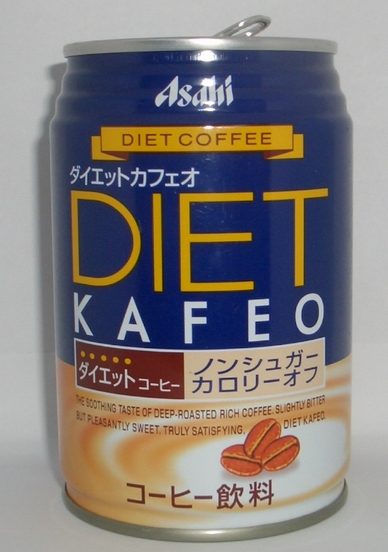 Asahi
DIET COFFEE
ダイエットカフェオ
DIET
KAFEO
ダイエットコーヒー
ノンシュガー
カロリーオフ
THE SOOTHING TASTE OF DEEP-ROASTED RICH COFFEE. SLIGHTLY BITTER
BUT PLEASANTLY SWEET. TRULY SATISFYING. DIET KAFEO.
コーヒー飲料